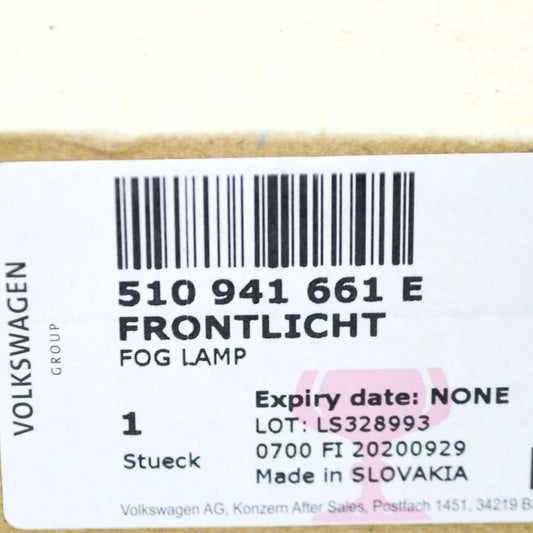 VOLKSWAGEN
GROUP
510 941 661 E
FRONTLICHT
FOG LAMP
1
Stueck
Expiry date: NONE
LOT: LS328993
0700 FI 20200929
Made in SLOVAKIA
Volkswagen AG, Konzern After Sales, Postfach 1451, 34219